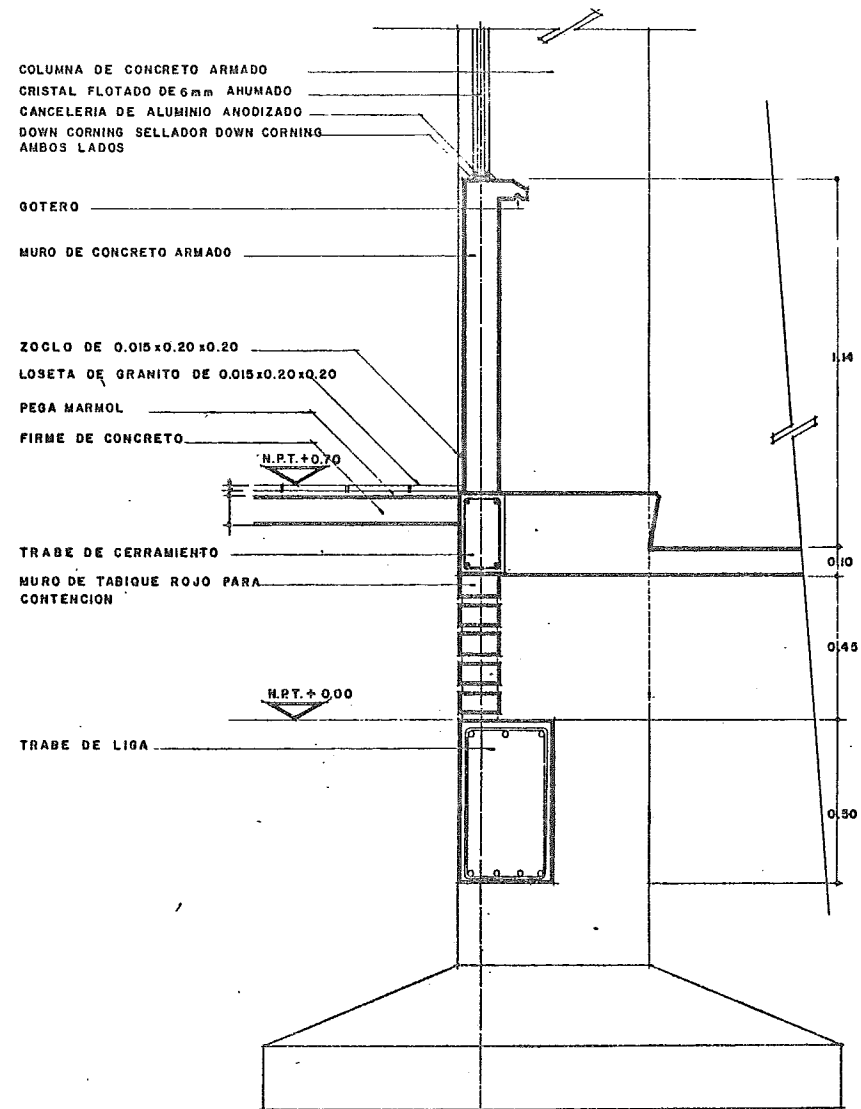 COLUMNA DE CONCRETO ARMADO
CRISTAL FLOTADO DE 6mm AHUMADO
CANCELERIA DE ALUMINIO ANODIZADO
DOWN CORNING SELLADOR DOWN CORNING
AMBOS LADOS
GOTERO
MURO DE CONCRETO ARMADO
1.14
ZOCLO DE 0.015x0.20x0.20
LOSETA DE GRANITO DE 0.015x0.20x0.20
PEGA MARMOL
FIRME DE CONCRETO
N.P.T.+0.70
TRABE DE CERRAMIENTO
0.10
MURO DE TABIQUE ROJO PARA
CONTENCION
0.45
N.P.T.+0.00
TRABE DE LIGA
0.50